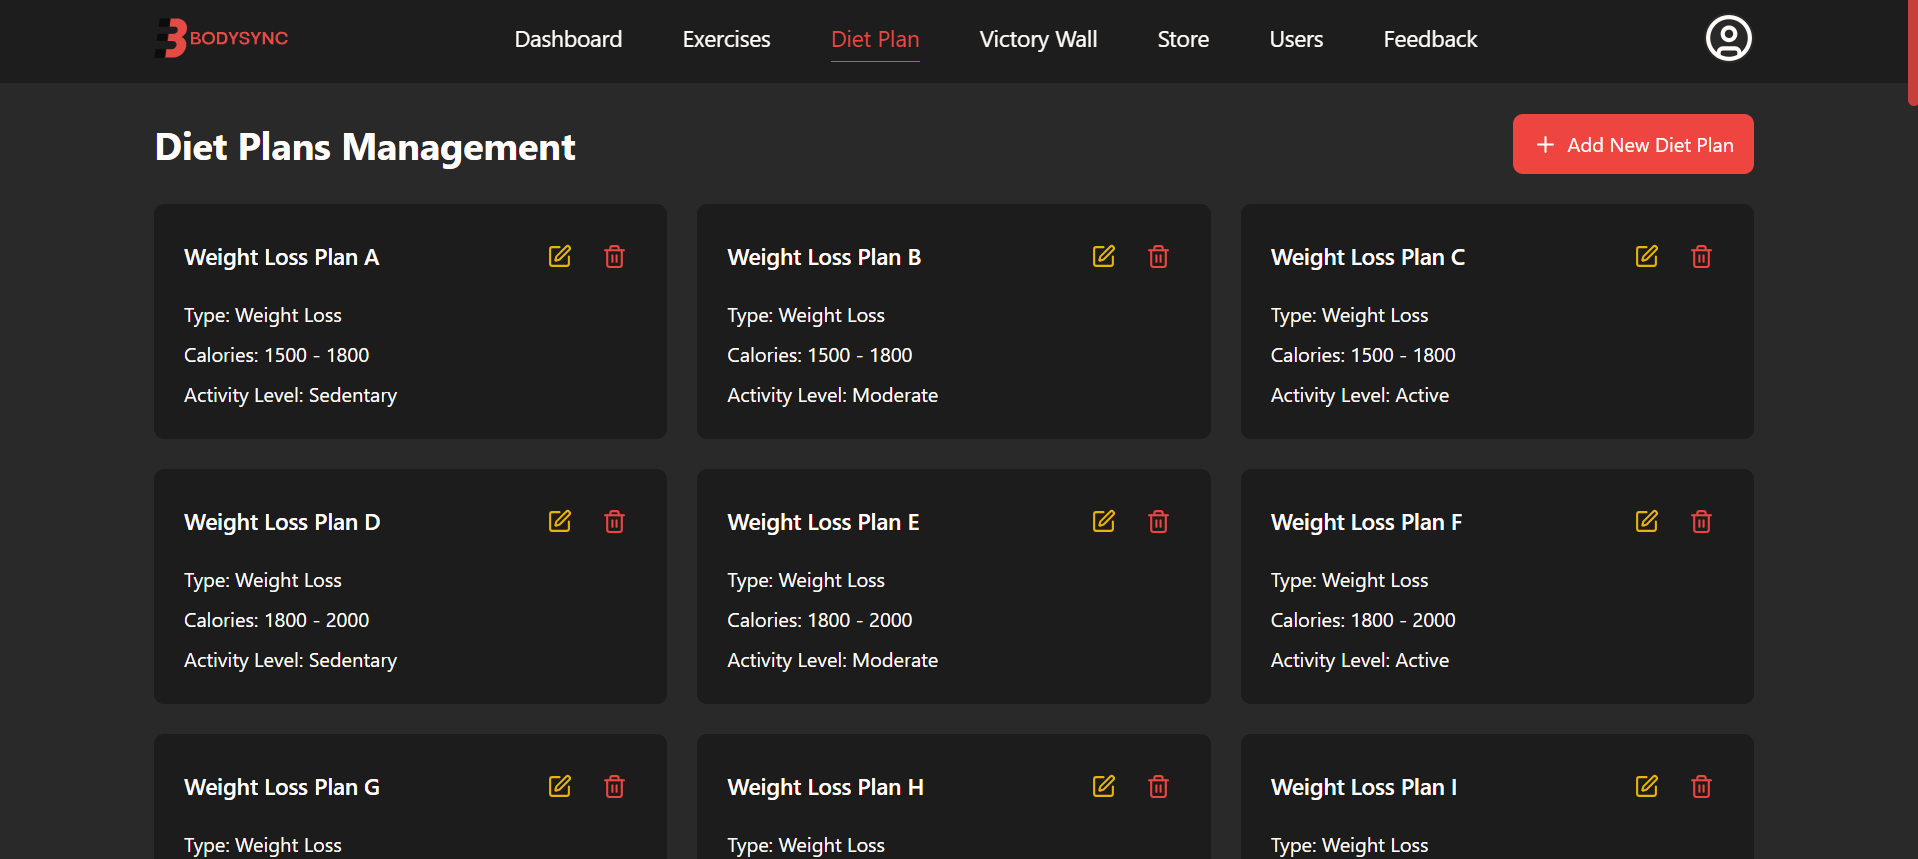 BODYSYNC
Dashboard Exercises Diet Plan Victory Wall Store Users Feedback
Diet Plans Management
+ Add New Diet Plan
Weight Loss Plan A
Type: Weight Loss
Calories: 1500 - 1800
Activity Level: Sedentary
Weight Loss Plan B
Type: Weight Loss
Calories: 1500 - 1800
Activity Level: Moderate
Weight Loss Plan C
Type: Weight Loss
Calories: 1500 - 1800
Activity Level: Active
Weight Loss Plan D
Type: Weight Loss
Calories: 1800 - 2000
Activity Level: Sedentary
Weight Loss Plan E
Type: Weight Loss
Calories: 1800 - 2000
Activity Level: Moderate
Weight Loss Plan F
Type: Weight Loss
Calories: 1800 - 2000
Activity Level: Active
Weight Loss Plan G
Type: Weight Loss
Weight Loss Plan H
Type: Weight Loss
Weight Loss Plan I
Type: Weight Loss